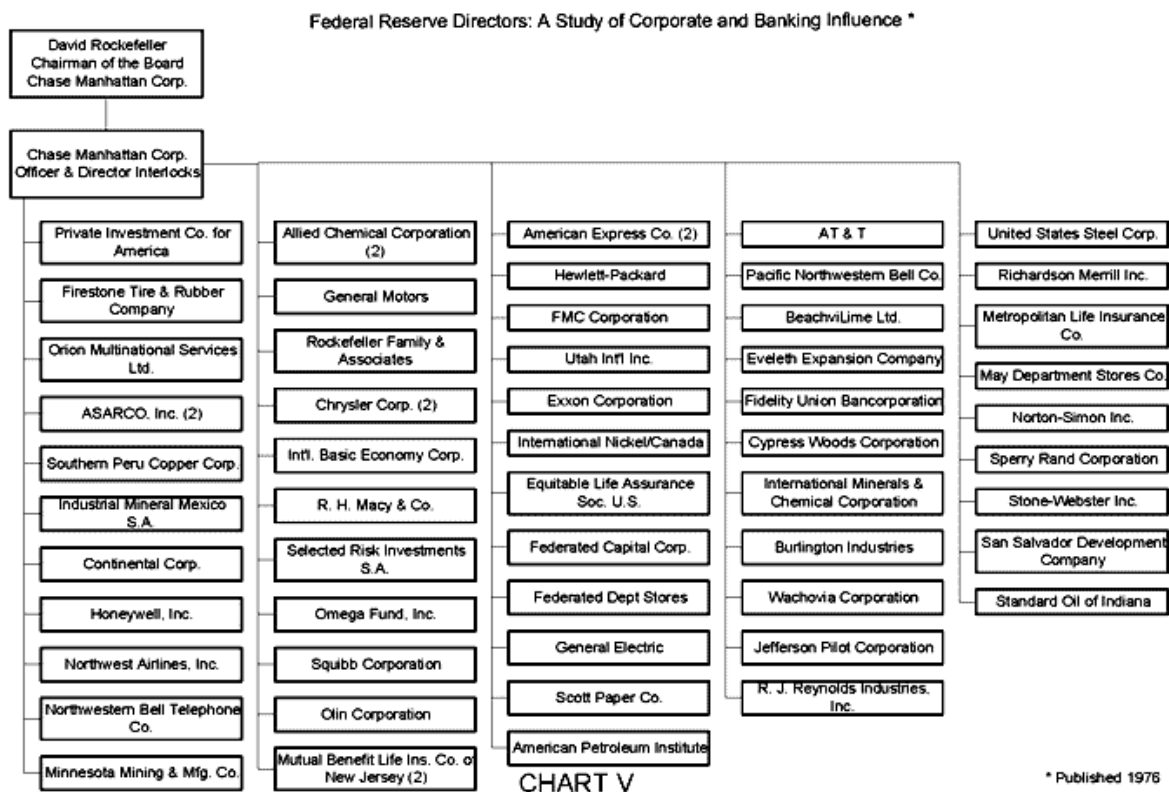 Federal Reserve Directors: A Study of Corporate and Banking Influence *
David Rockefeller
Chairman of the Board
Chase Manhattan Corp.
Chase Manhattan Corp.
Officer & Director Interlocks
Private Investment Co. for
America
Firestone Tire & Rubber
Company
Orion Multinational Services
Ltd.
ASARCO. Inc. (2)
Southern Peru Copper Corp.
Industrial Mineral Mexico
S.A.
Continental Corp.
Honeywell, Inc.
Northwest Airlines, Inc.
Northwestern Bell Telephone
Co.
Minnesota Mining & Mfg. Co.
Allied Chemical Corporation
(2)
General Motors
Rockefeller Family &
Associates
Chrysler Corp. (2)
Int'l. Basic Economy Corp.
R. H. Macy & Co.
Selected Risk Investments
S.A.
Omega Fund, Inc.
Squibb Corporation
Olin Corporation
Mutual Benefit Life Ins. Co. of
New Jersey (2)
American Express Co. (2)
Hewlett-Packard
FMC Corporation
Utah Int'l Inc.
Exxon Corporation
International Nickel/Canada
Equitable Life Assurance
Soc. U.S.
Federated Capital Corp.
Federated Dept Stores
General Electric
Scott Paper Co.
American Petroleum Institute
AT & T
Pacific Northwestern Bell Co.
BeachviLime Ltd.
Eveleth Expansion Company
Fidelity Union Bancorporation
Cypress Woods Corporation
International Minerals &
Chemical Corporation
Burlington Industries
Wachovia Corporation
Jefferson Pilot Corporation
R. J. Reynolds Industries,
Inc.
United States Steel Corp.
Richardson Merrill Inc.
Metropolitan Life Insurance
Co.
May Department Stores Co.
Norton-Simon Inc.
Sperry Rand Corporation
Stone-Webster Inc.
San Salvador Development
Company
Standard Oil of Indiana
CHART V
* Published 1976